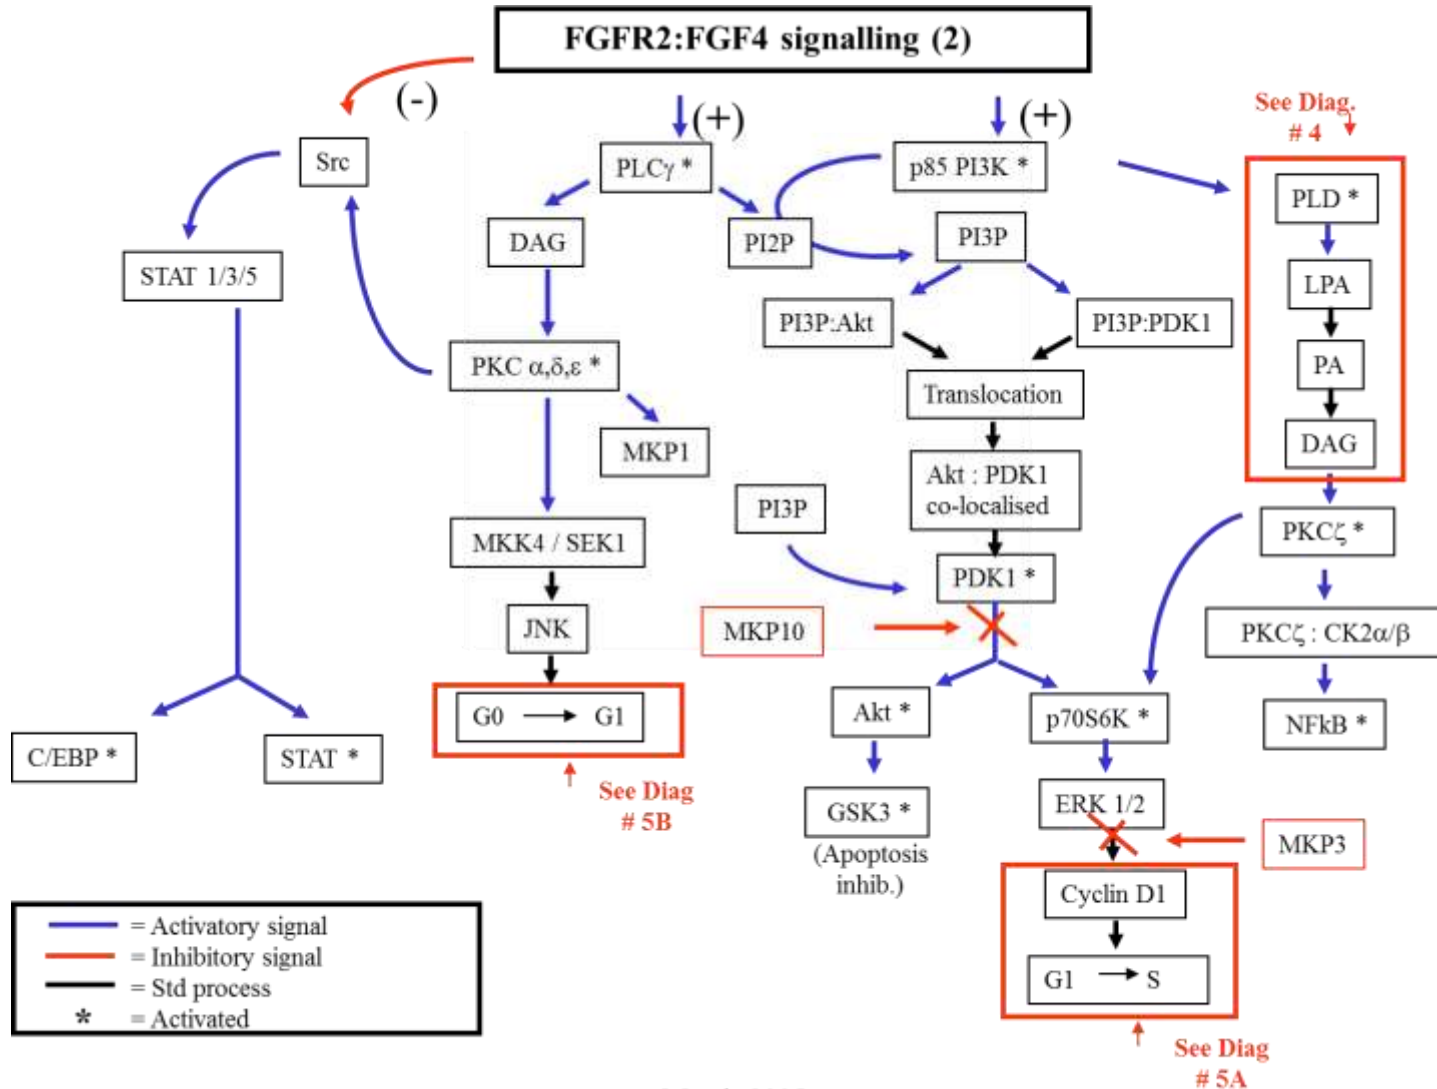 FGFR2:FGF4 signalling (2)
(-)
(+)
(+)
See Diag.
# 4
Src
PLCγ *
p85 PI3K *
PLD *
DAG
PI2P
PI3P
STAT 1/3/5
LPA
PI3P:Akt
PI3P:PDK1
PKC α,δ,ε *
PA
Translocation
MKP1
DAG
Akt : PDK1
co-localised
PI3P
MKK4 / SEK1
PKCζ *
PDK1 *
JNK
MKP10
PKCζ : CK2α/β
G0 → G1
Akt *
p70S6K *
NFkB *
C/EBP *
STAT *
See Diag
# 5B
GSK3 *
(Apoptosis
inhib.)
ERK 1/2
MKP3
Cyclin D1
G1 → S
= Activatory signal
= Inhibitory signal
= Std process
* = Activated
See Diag
# 5A